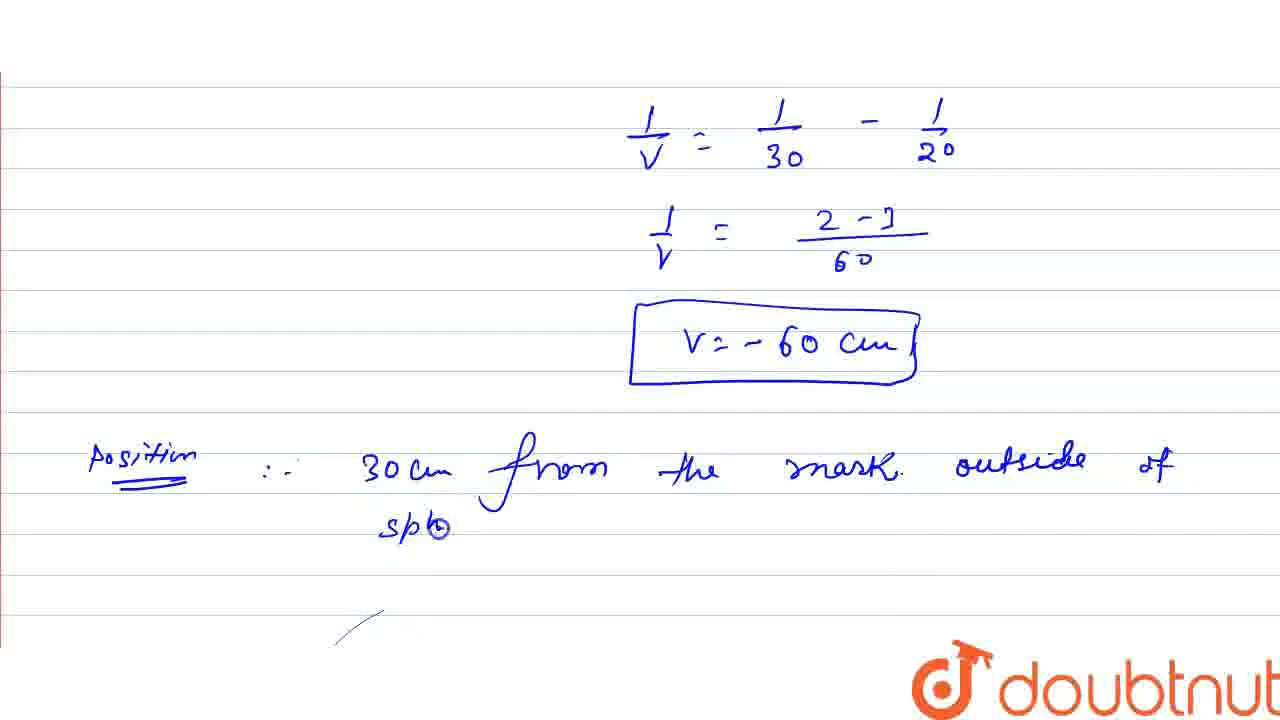 1/V = 1/30 - 1/20
1/V = 2 - 3/60
V = - 60 cm
Position :- 30 cm from the mark outside of
sph
doubtnut